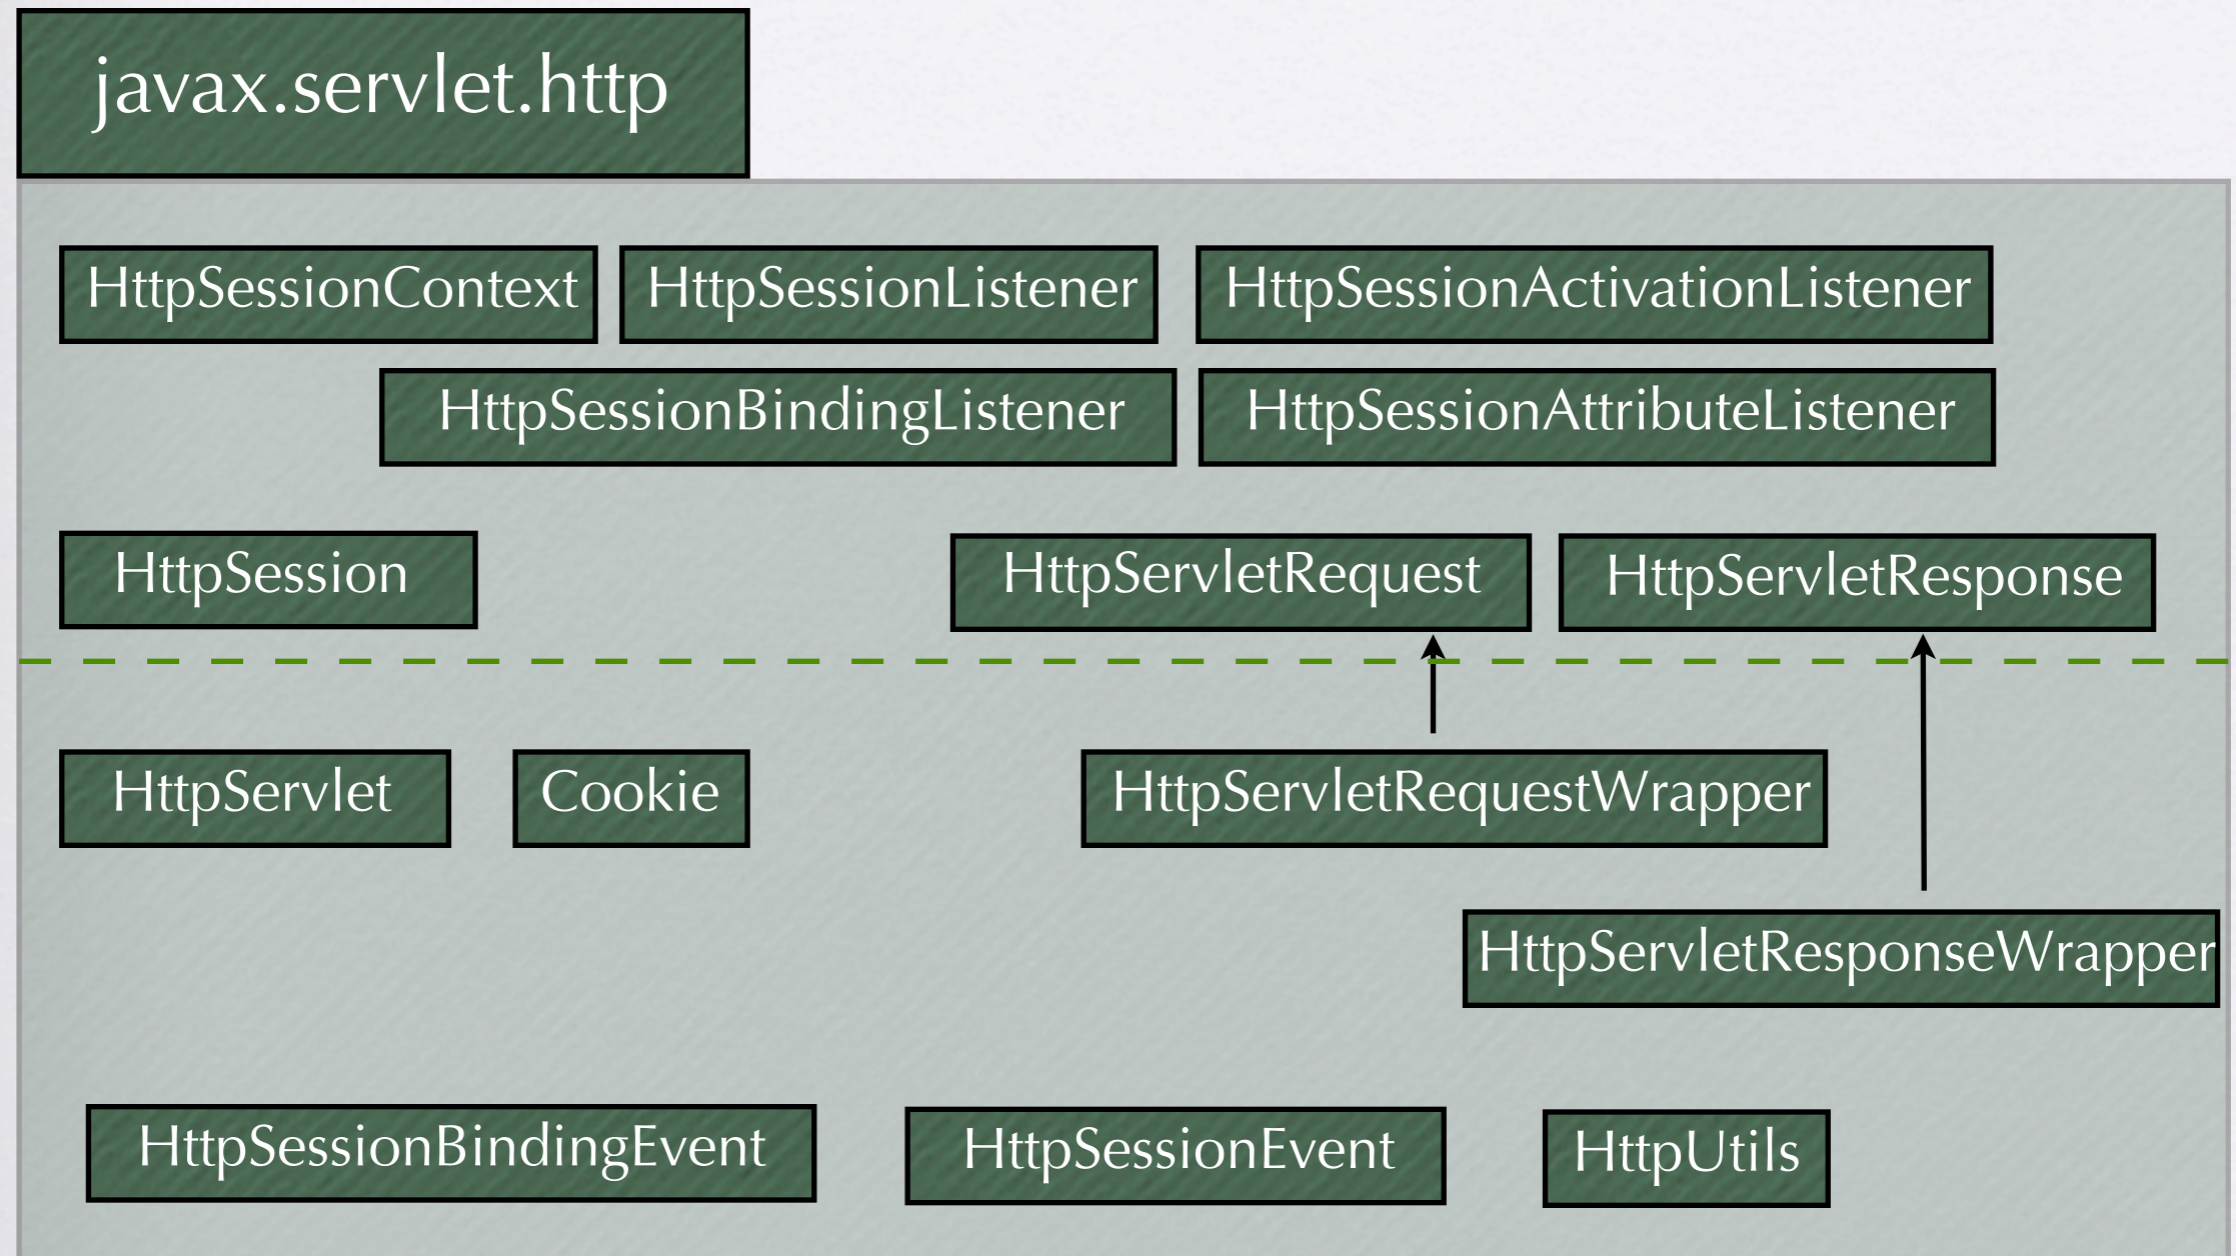 javax.servlet.http
HttpSessionContext
HttpSessionListener
HttpSessionActivationListener
HttpSessionBindingListener
HttpSessionAttributeListener
HttpSession
HttpServletRequest
HttpServletResponse
HttpServlet
Cookie
HttpServletRequestWrapper
HttpServletResponseWrapper
HttpSessionBindingEvent
HttpSessionEvent
HttpUtils